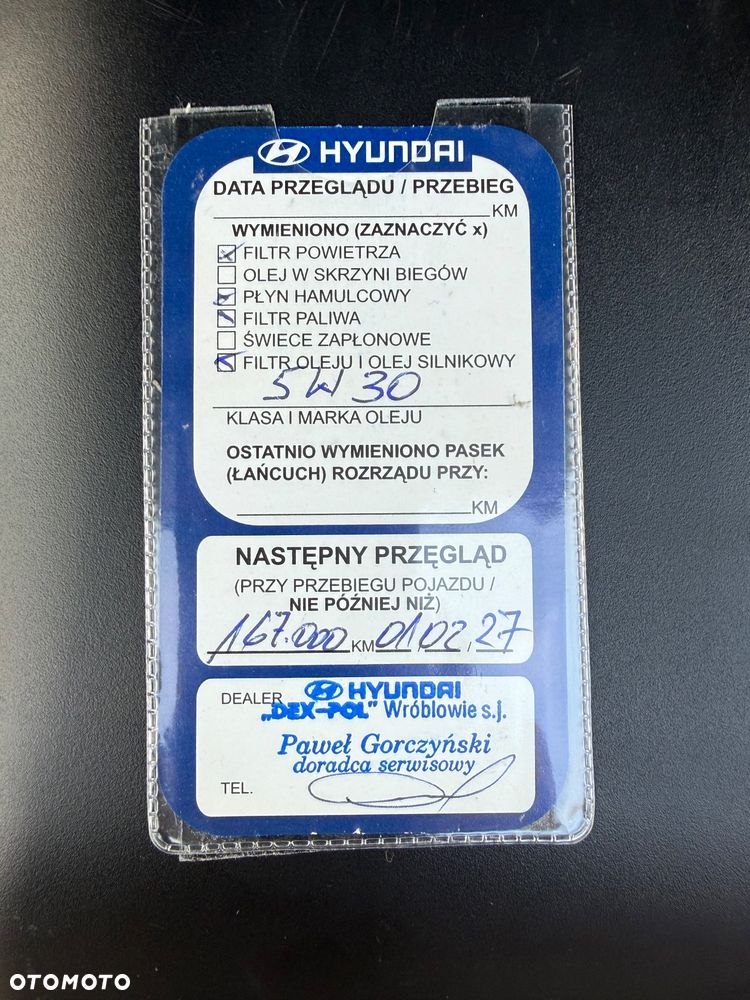 HYUNDAI
DATA PRZEGLĄDU / PRZEBIEG
KM
WYMIENIONO (ZAZNACZYĆ x)
FILTR POWIETRZA
OLEJ W SKRZYNI BIEGÓW
PŁYN HAMULCOWY
FILTR PALIWA
ŚWIECE ZAPŁONOWE
FILTR OLEJU I OLEJ SILNIKOWY
5W30
KLASA I MARKA OLEJU
OSTATNIO WYMIENIONO PASEK
(ŁAŃCUCH) ROZRZĄDU PRZY:
KM
NASTĘPNY PRZĘGLĄD
(PRZY PRZEBIEGU POJAZDU /
NIE PÓŹNIEJ NIŻ)
167.000 KM 01/02/27
DEALER HYUNDAI
„DEX-POL" Wróblowie s.j.
Paweł Gorczyński
doradca serwisowy
TEL.
OTOMOTO